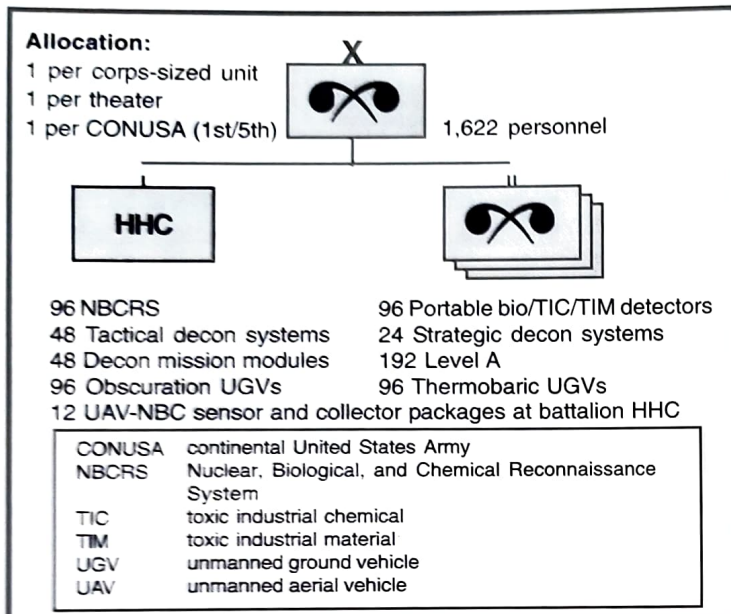 Allocation:
1 per corps-sized unit
1 per theater
1 per CONUSA (1st/5th)
X
1,622 personnel
HHC
96 NBCRS
96 Portable bio/TIC/TIM detectors
48 Tactical decon systems
24 Strategic decon systems
48 Decon mission modules
192 Level A
96 Obscuration UGVs
96 Thermobaric UGVs
12 UAV-NBC sensor and collector packages at battalion HHC
CONUSA continental United States Army
NBCRS Nuclear, Biological, and Chemical Reconnaissance
System
TIC toxic industrial chemical
TIM toxic industrial material
UGV unmanned ground vehicle
UAV unmanned aerial vehicle